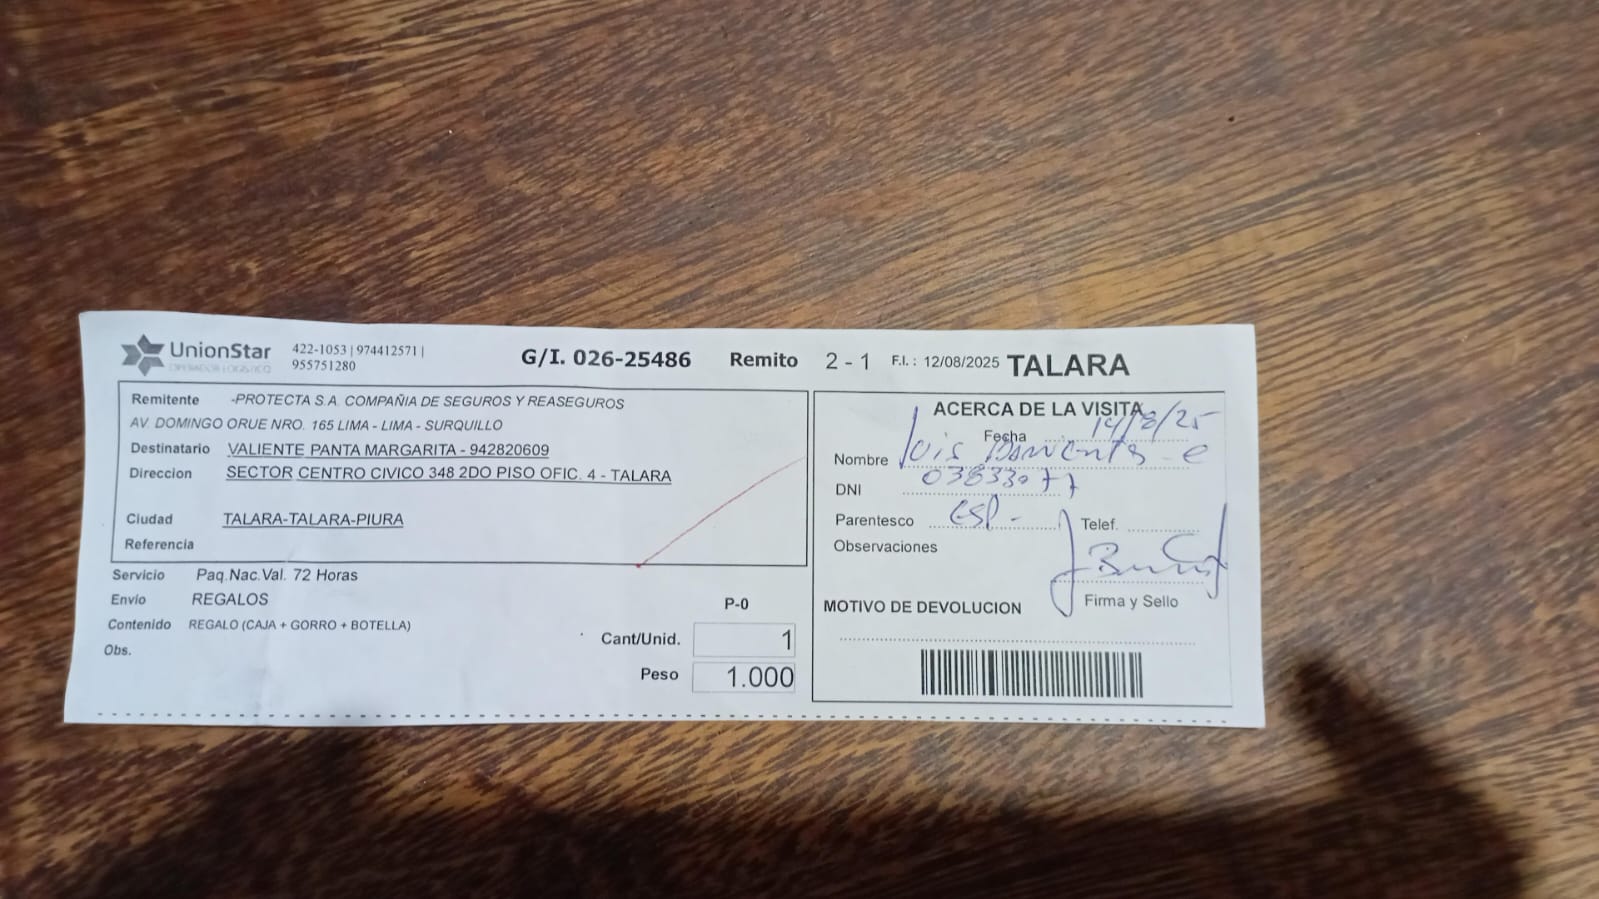 UnionStar
OPERADOR LOGISTICO
422-1053 | 974412571 |
955751280
G/I. 026-25486 Remito 2 - 1 F.I.: 12/08/2025 TALARA
Remitente -PROTECTA S.A. COMPAÑIA DE SEGUROS Y REASEGUROS
AV. DOMINGO ORUE NRO. 165 LIMA - LIMA - SURQUILLO
Destinatario VALIENTE PANTA MARGARITA - 942820609
Direccion SECTOR CENTRO CIVICO 348 2DO PISO OFIC. 4 - TALARA
Ciudad TALARA-TALARA-PIURA
Referencia
Servicio Paq.Nac.Val. 72 Horas
Envio REGALOS
Contenido REGALO (CAJA + GORRO + BOTELLA)
Obs.
P-0
Cant/Unid. 1
Peso 1.000
ACERCA DE LA VISITA
Fecha 14/8/25
Nombre
DNI 03833077
Parentesco Esp. Telef.
Observaciones
Firma y Sello
MOTIVO DE DEVOLUCION